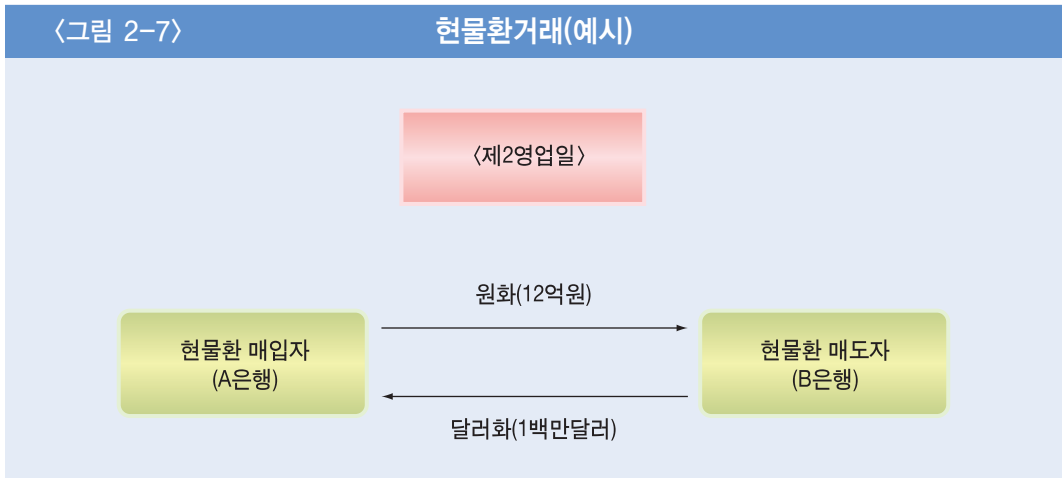 〈그림 2-7〉 현물환거래(예시)
〈제2영업일〉
원화(12억원)
현물환 매입자
(A은행)
현물환 매도자
(B은행)
달러화(1백만달러)